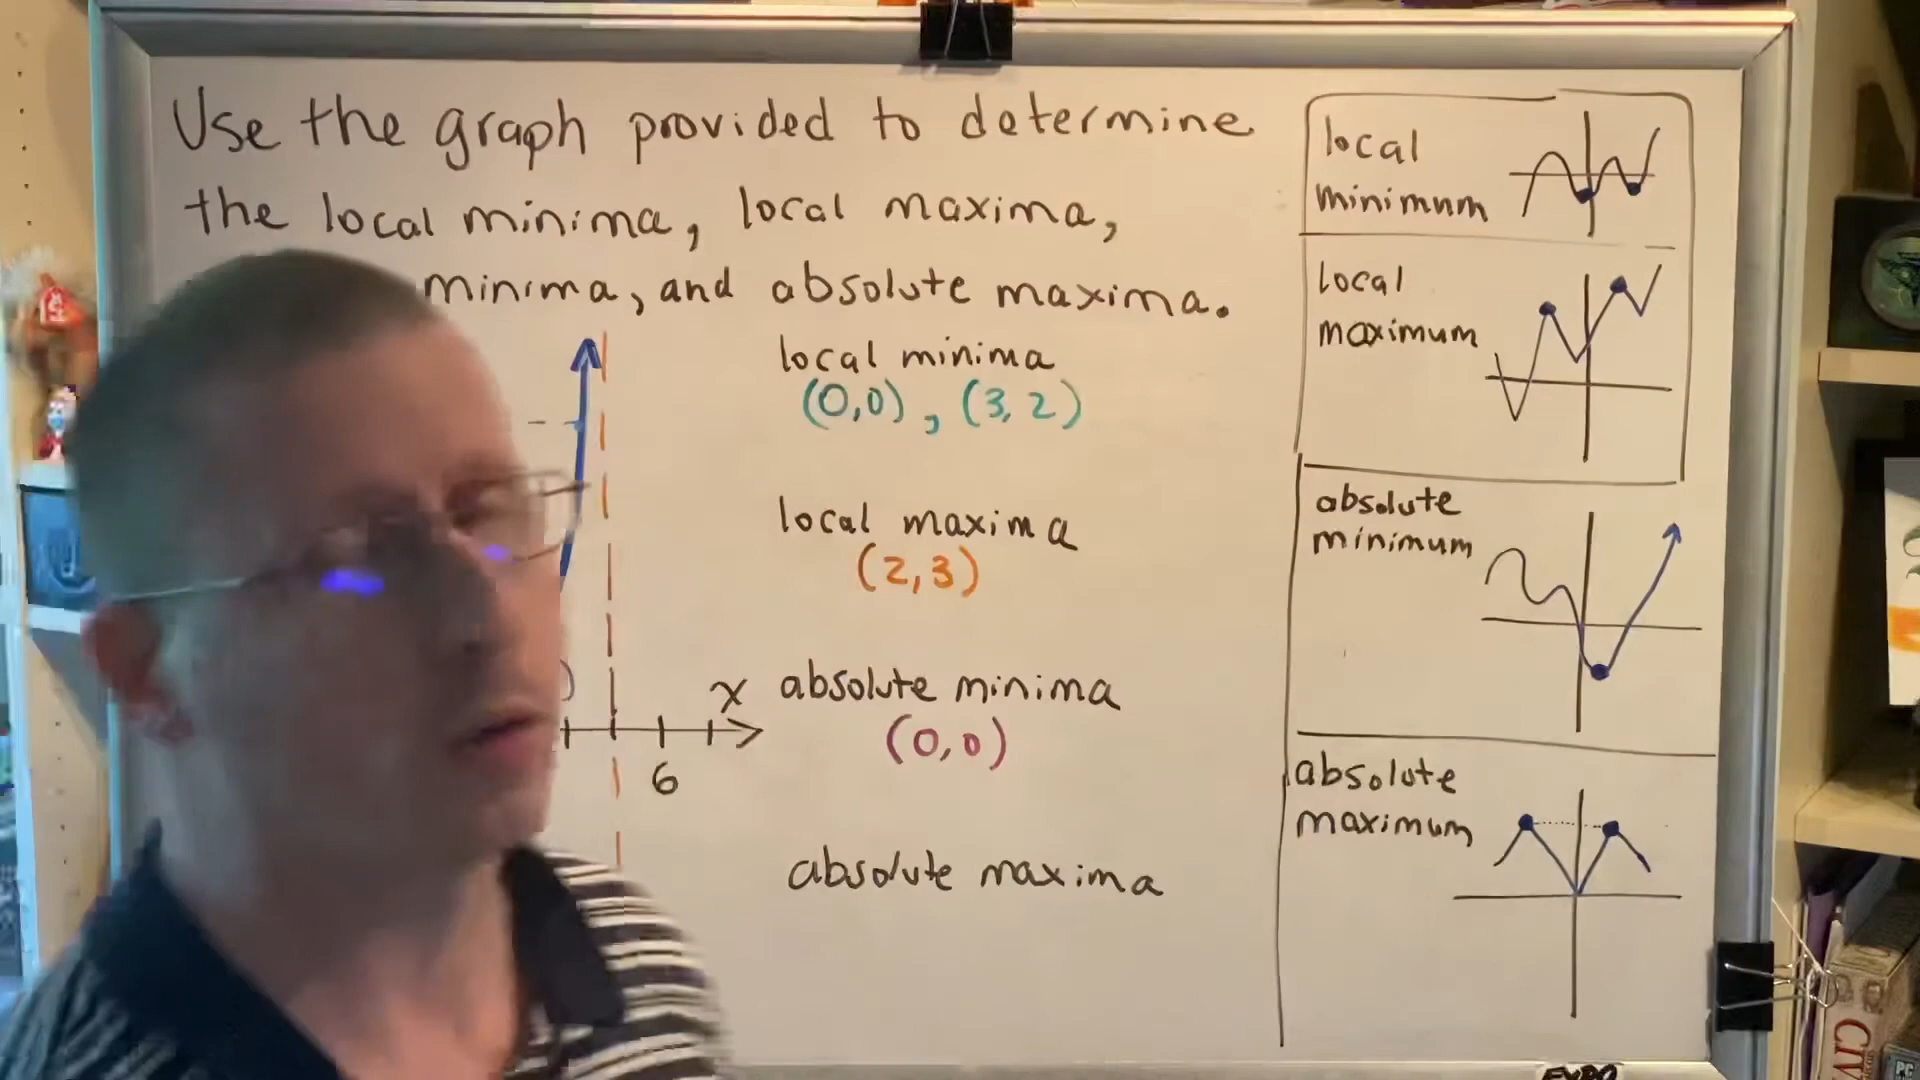 Use the graph provided to determine
the local minima, local maxima,
minima, and absolute maxima.
local minima
(0,0), (3,2)
local maxima
(2,3)
x
absolute minima
(0,0)
6
absolute maxima
local
minimum
local
maximum
absolute
minimum
absolute
maximum
EXPO
PC